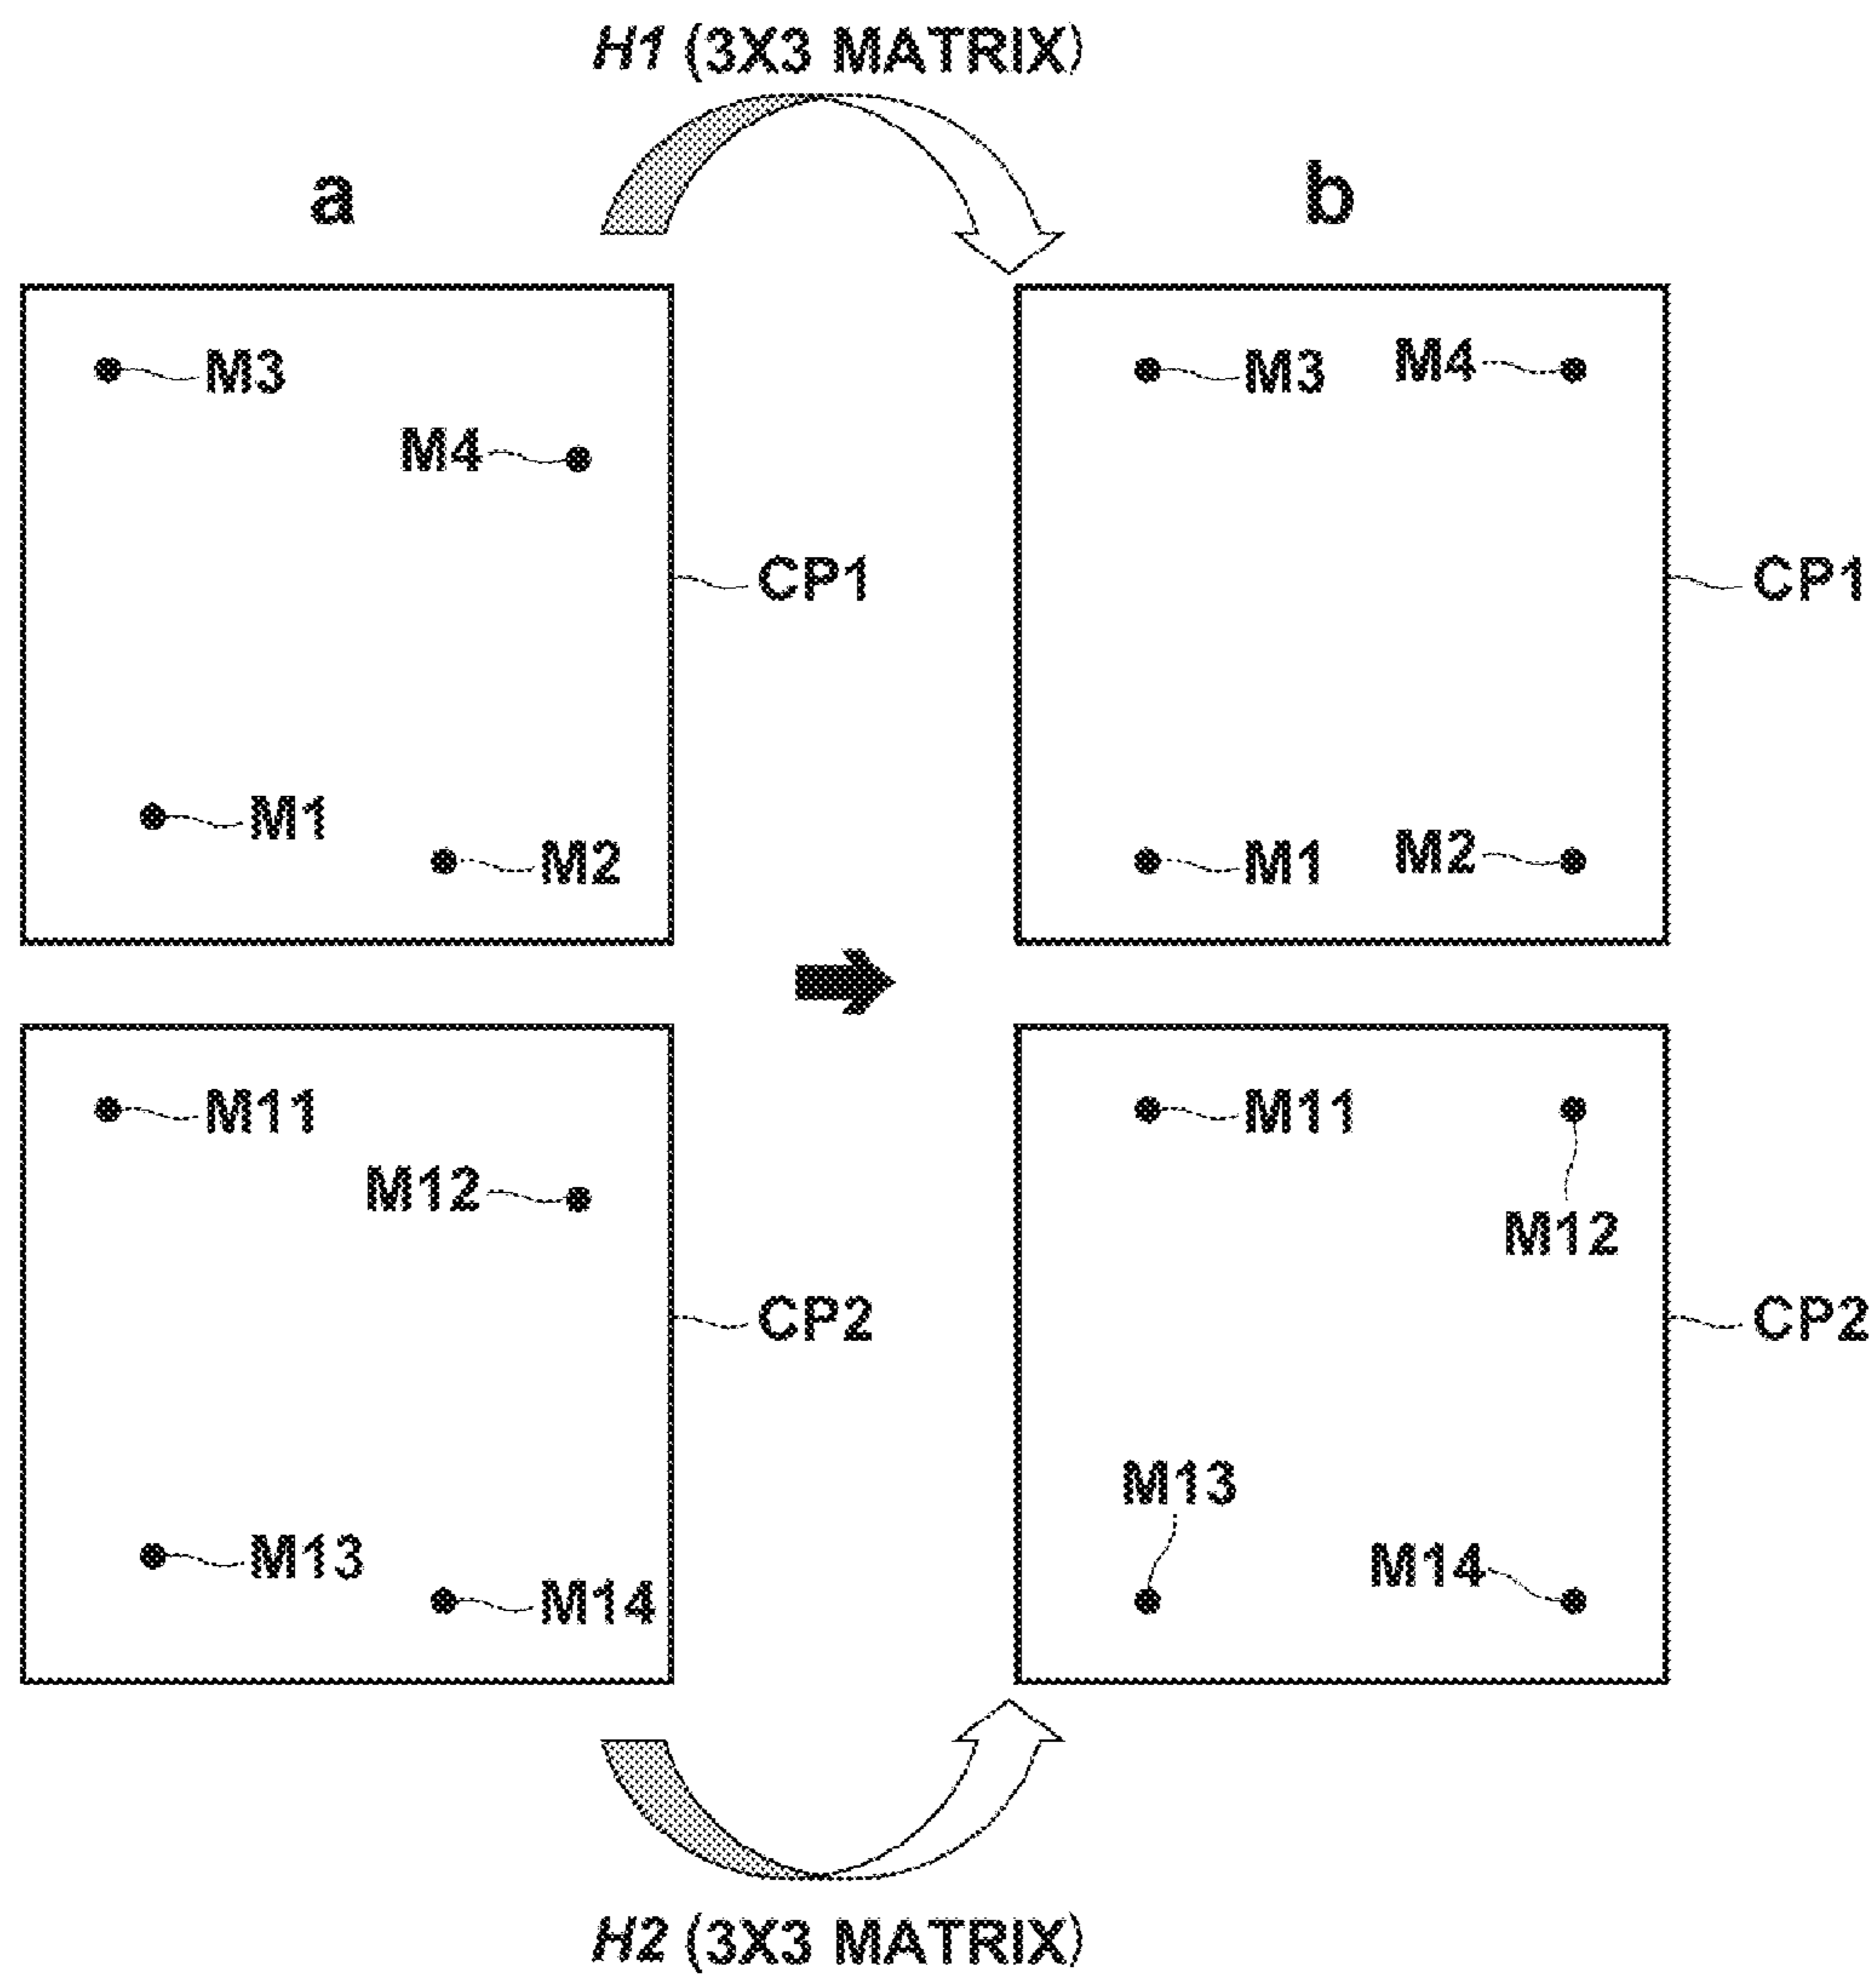 H1 (3X3 MATRIX)
a
b
M3
M4
CP1
M1
M2
M3
M4
CP1
M1
M2
M11
M12
CP2
M13
M14
M11
M12
CP2
M13
M14
H2 (3X3 MATRIX)